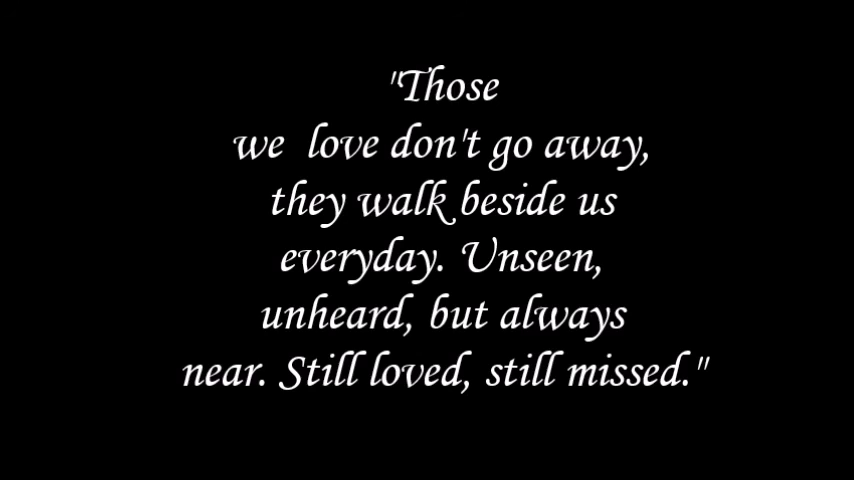 "Those
we  love don't go away,
they walk beside us
everyday. Unseen,
unheard, but always
near. Still loved, still missed."